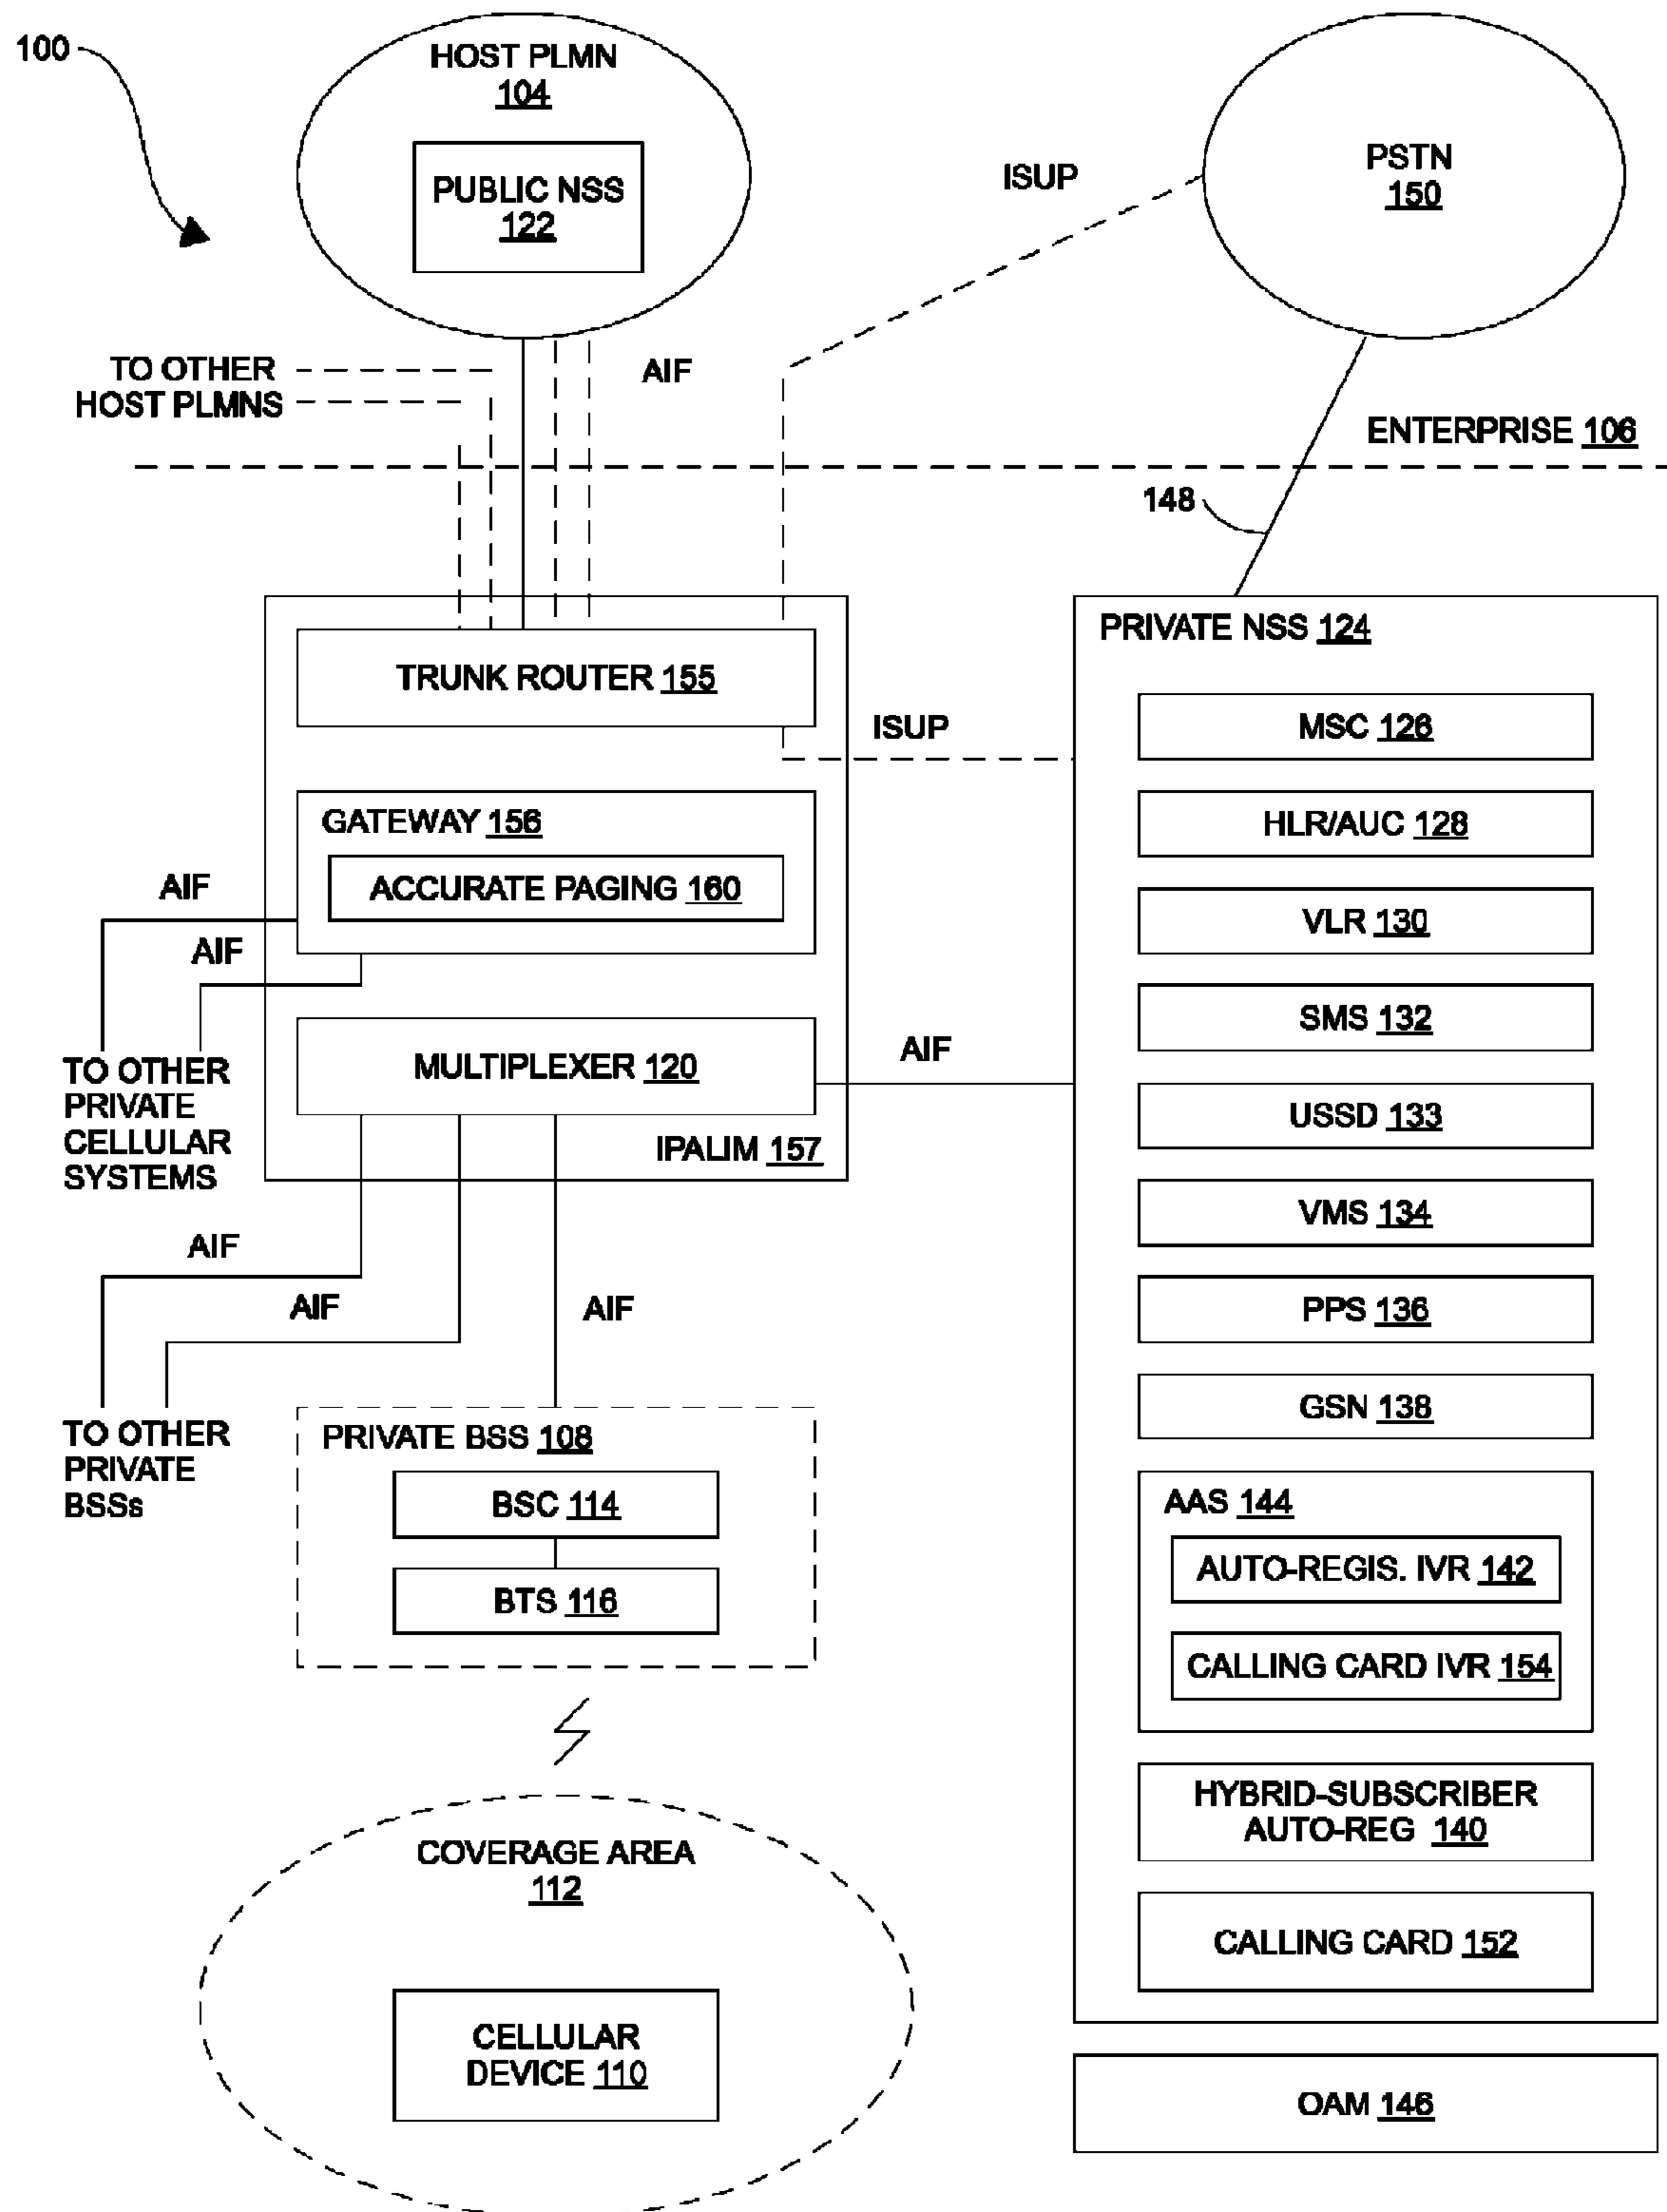 100
HOST PLMN
104
PUBLIC NSS
122
PSTN
150
ISUP
TO OTHER
HOST PLMNS
AIF
ENTERPRISE 106
148
TRUNK ROUTER 155
ISUP
GATEWAY 156
ACCURATE PAGING 160
AIF
AIF
TO OTHER
PRIVATE
CELLULAR
SYSTEMS
MULTIPLEXER 120
AIF
IPALIM 157
AIF
AIF
AIF
TO OTHER
PRIVATE
BSSs
PRIVATE BSS 108
BSC 114
BTS 116
COVERAGE AREA
112
CELLULAR
DEVICE 110
PRIVATE NSS 124
MSC 126
HLR/AUC 128
VLR 130
SMS 132
USSD 133
VMS 134
PPS 136
GSN 138
AAS 144
AUTO-REGIS. IVR 142
CALLING CARD IVR 154
HYBRID-SUBSCRIBER
AUTO-REG 140
CALLING CARD 152
OAM 146